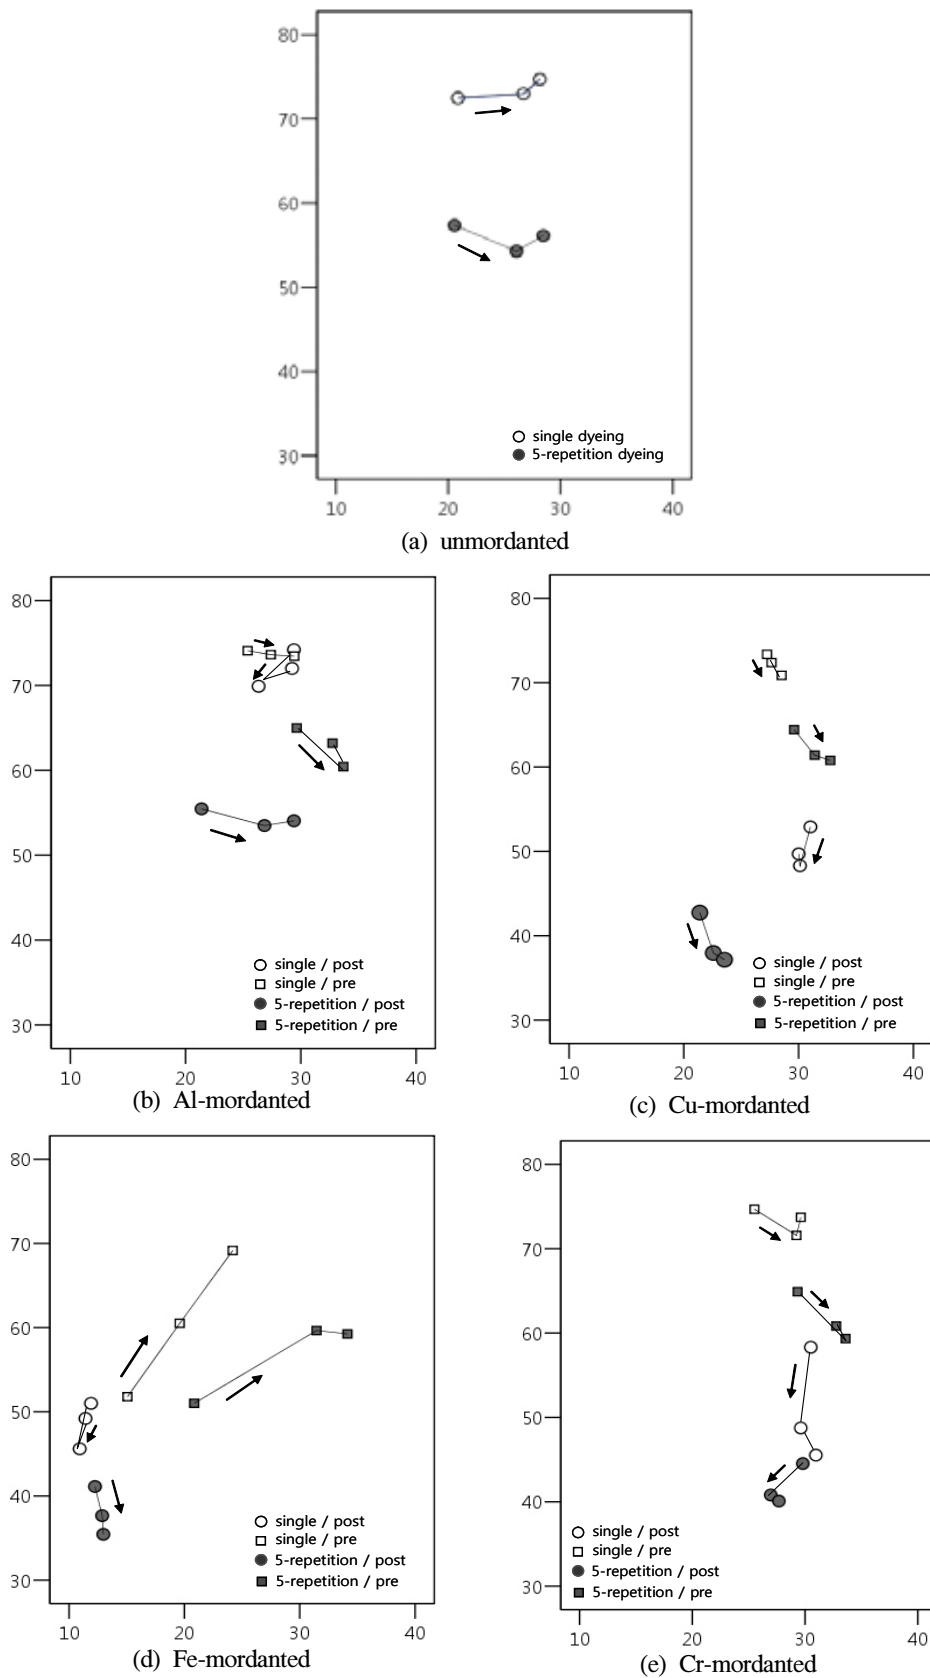 80
70
60
50
40
30
single dyeing
5-repetition dyeing
10 20 30 40
(a) unmordanted
80
70
60
50
40
30
single / post
single / pre
5-repetition / post
5-repetition / pre
10 20 30 40
(b) Al-mordanted
80
70
60
50
40
30
single / post
single / pre
5-repetition / post
5-repetition / pre
10 20 30 40
(c) Cu-mordanted
80
70
60
50
40
30
single / post
single / pre
5-repetition / post
5-repetition / pre
10 20 30 40
(d) Fe-mordanted
80
70
60
50
40
30
single / post
single / pre
5-repetition / post
5-repetition / pre
10 20 30 40
(e) Cr-mordanted